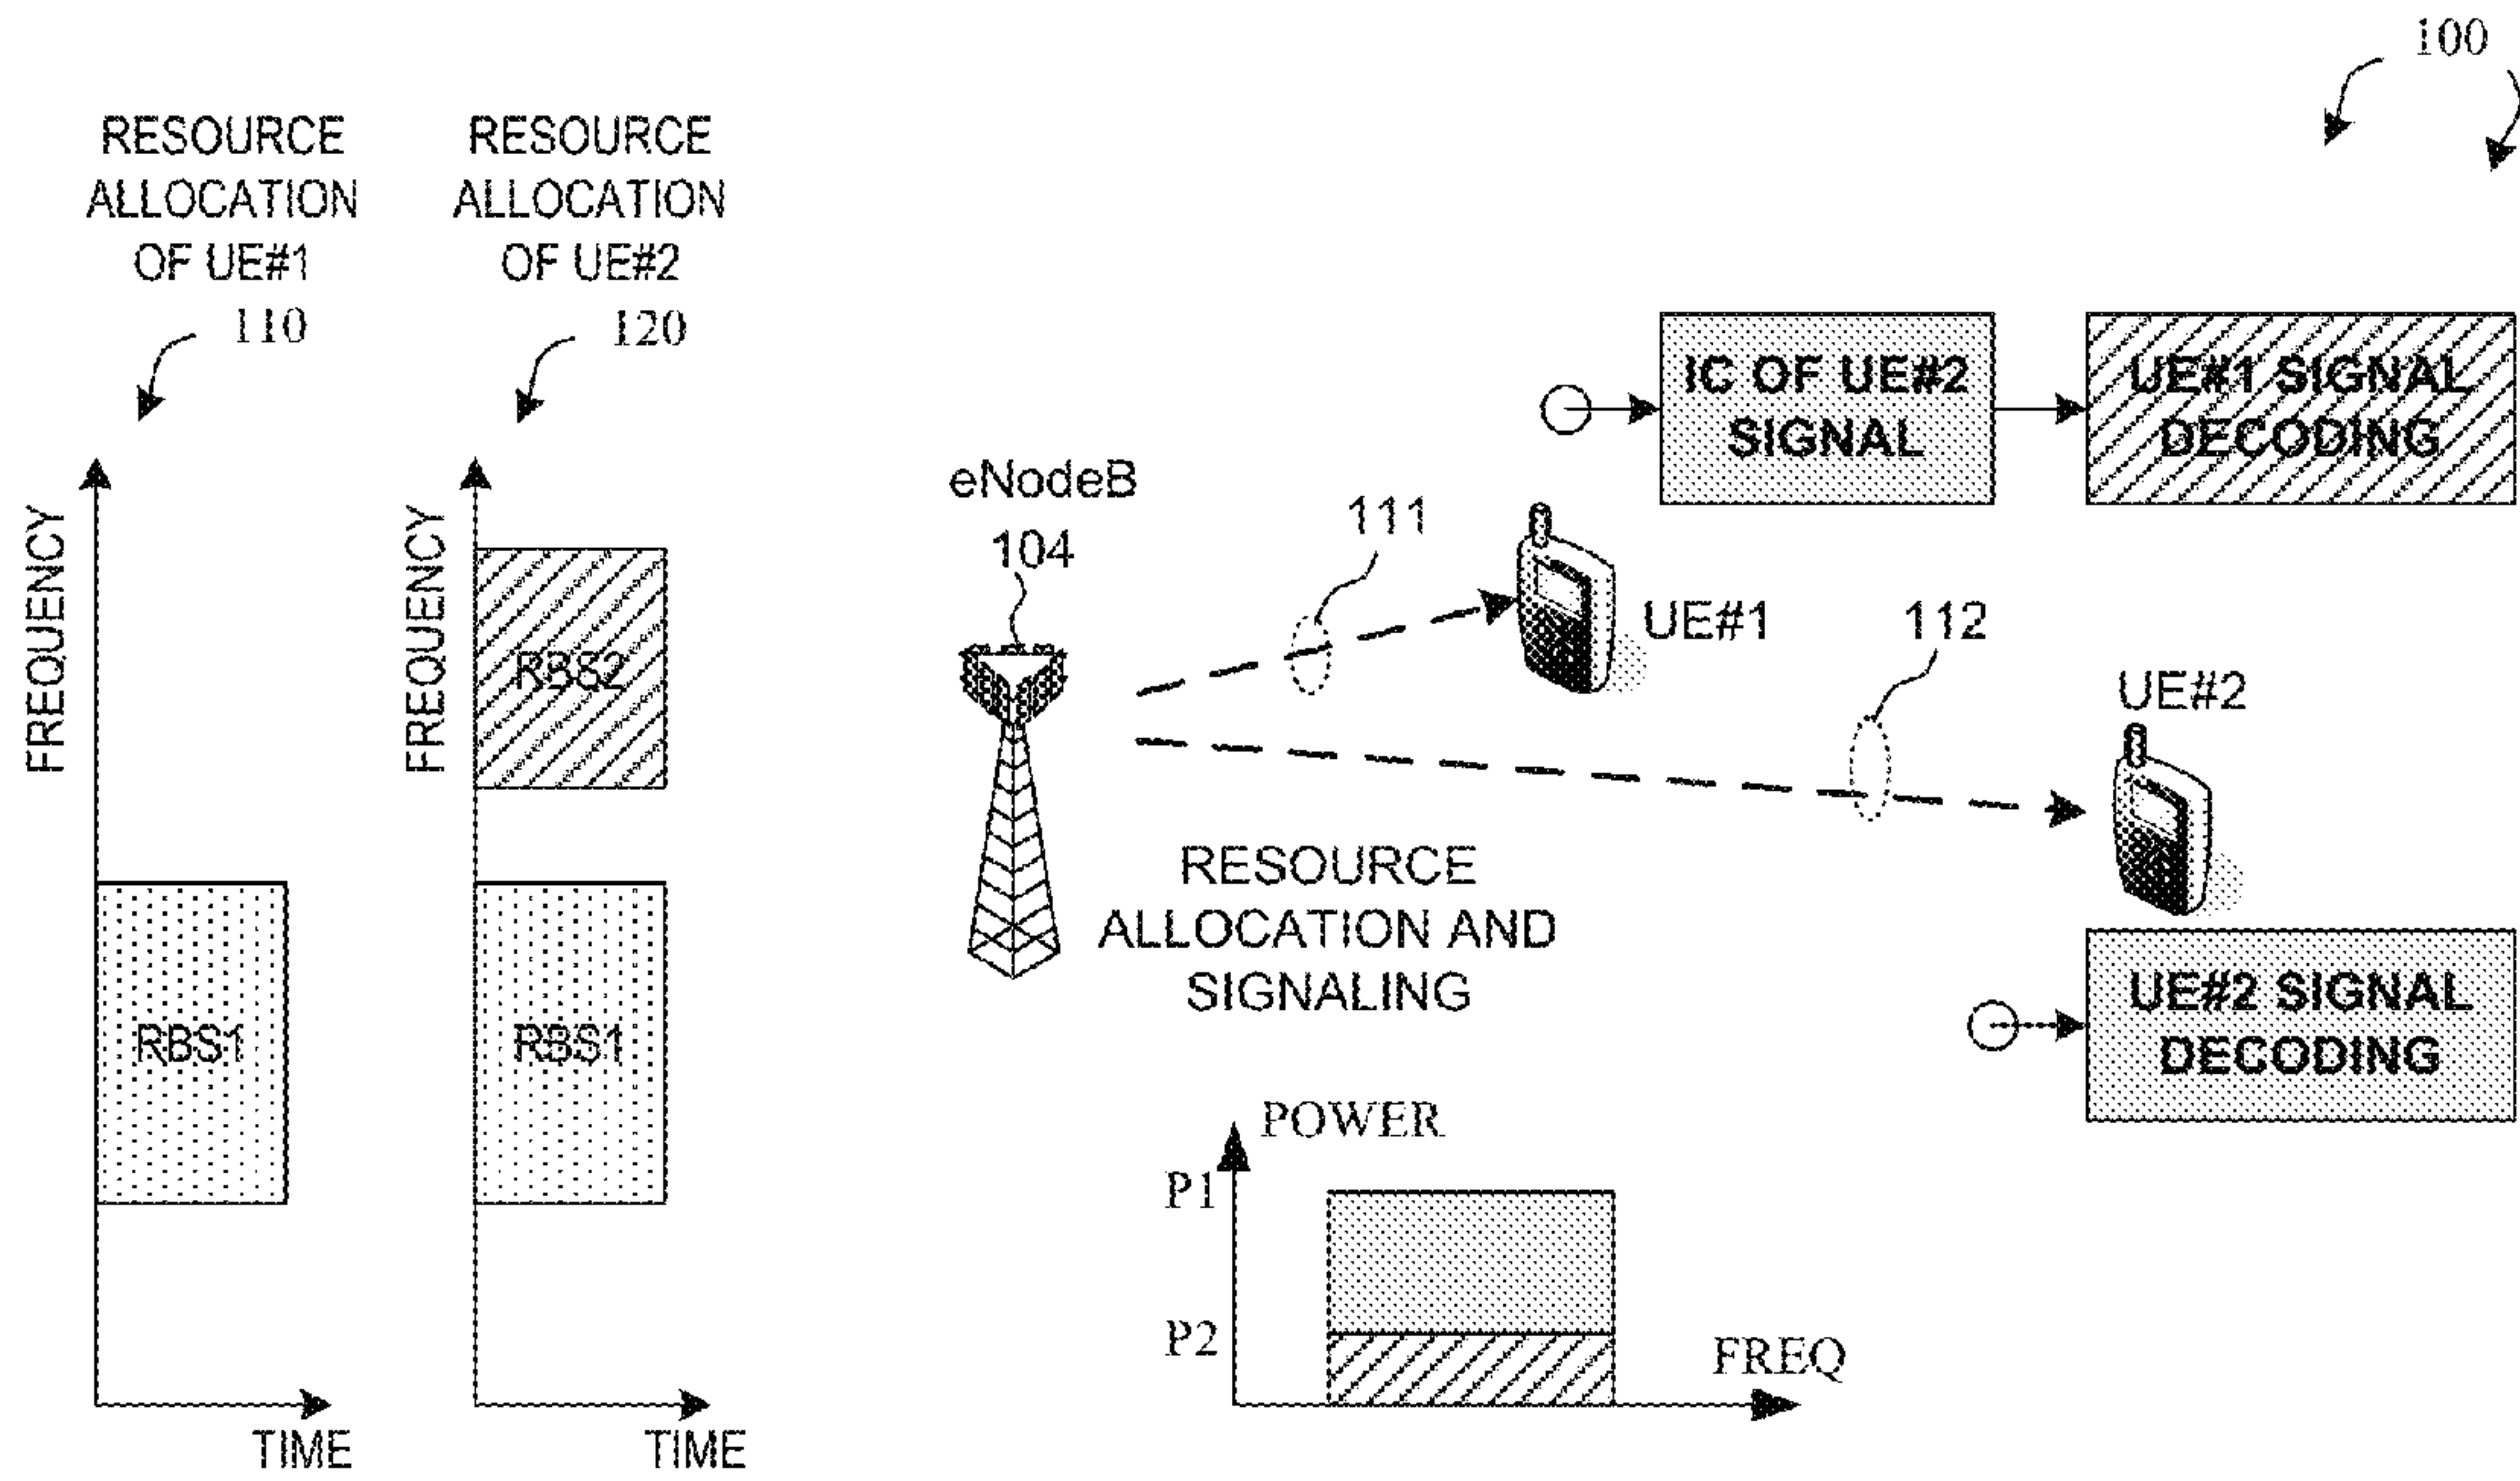 100
RESOURCE
ALLOCATION
OF UE#1
110
RESOURCE
ALLOCATION
OF UE#2
120
FREQUENCY
RBS1
TIME
FREQUENCY
RBS2
RBS1
TIME
eNodeB
104
111
UE#1
112
UE#2
IC OF UE#2
SIGNAL
UE#1 SIGNAL
DECODING
RESOURCE
ALLOCATION AND
SIGNALING
UE#2 SIGNAL
DECODING
POWER
P1
P2
FREQ